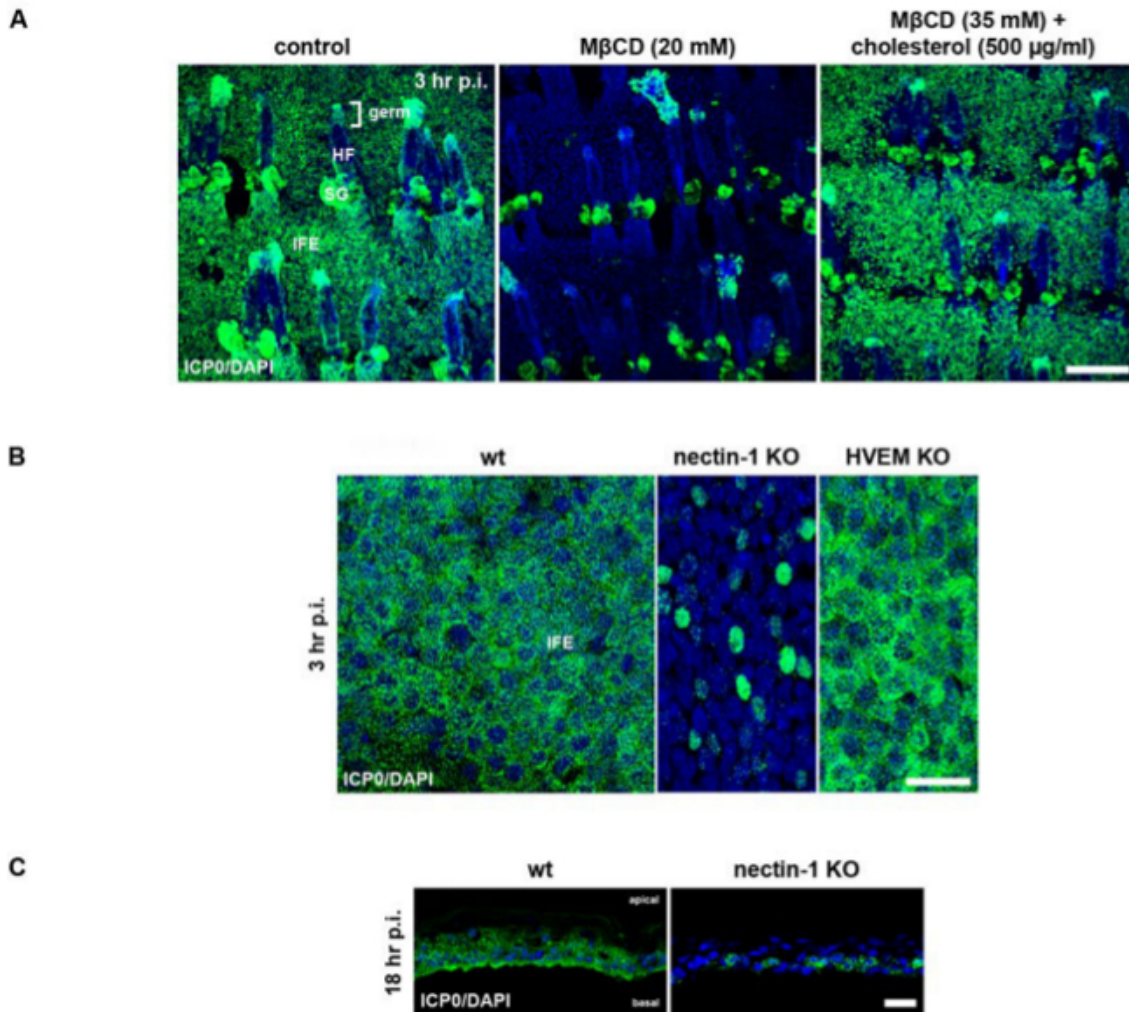 A
control
MβCD (20 mM)
MβCD (35 mM) +
cholesterol (500 µg/ml)
3 hr p.i.
germ
HF
SG
IFE
ICP0/DAPI
B
wt
nectin-1 KO
HVEM KO
3 hr p.i.
IFE
ICP0/DAPI
C
wt
nectin-1 KO
18 hr p.i.
apical
ICP0/DAPI
basal